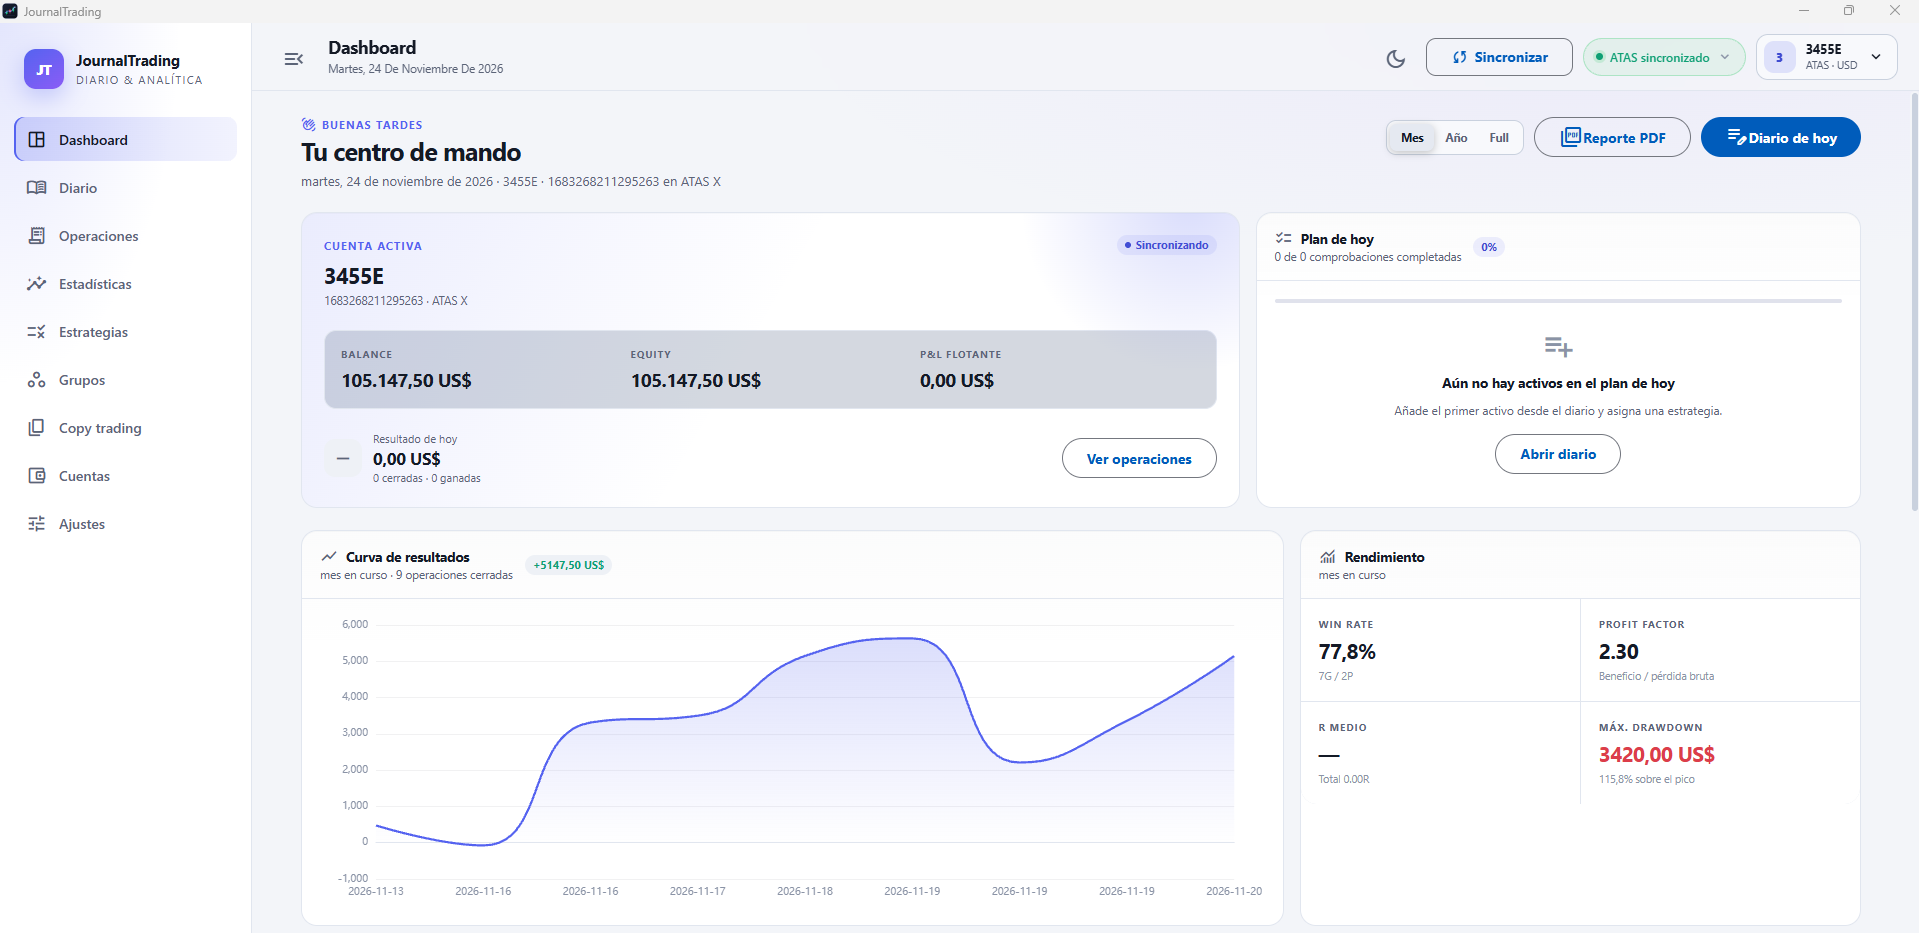 JournalTrading
JT
JournalTrading
DIARIO & ANALÍTICA
Dashboard
Diario
Operaciones
Estadísticas
Estrategias
Grupos
Copy trading
Cuentas
Ajustes
Dashboard
Martes, 24 De Noviembre De 2026
Sincronizar
ATAS sincronizado
3
3455E
ATAS · USD
BUENAS TARDES
Tu centro de mando
martes, 24 de noviembre de 2026 · 3455E · 1683268211295263 en ATAS X
Mes
Año
Full
PDF
Reporte PDF
Diario de hoy
CUENTA ACTIVA
Sincronizando
3455E
1683268211295263 · ATAS X
BALANCE
105.147,50 US$
EQUITY
105.147,50 US$
P&L FLOTANTE
0,00 US$
Resultado de hoy
0,00 US$
0 cerradas · 0 ganadas
Ver operaciones
Plan de hoy
0 de 0 comprobaciones completadas
0%
Aún no hay activos en el plan de hoy
Añade el primer activo desde el diario y asigna una estrategia.
Abrir diario
Curva de resultados
mes en curso · 9 operaciones cerradas
+5147,50 US$
6,000
5,000
4,000
3,000
2,000
1,000
0
-1,000
2026-11-13
2026-11-16
2026-11-16
2026-11-17
2026-11-18
2026-11-19
2026-11-19
2026-11-19
2026-11-20
Rendimiento
mes en curso
WIN RATE
77,8%
7G / 2P
PROFIT FACTOR
2.30
Beneficio / pérdida bruta
R MEDIO
—
Total 0.00R
MÁX. DRAWDOWN
3420,00 US$
115,8% sobre el pico